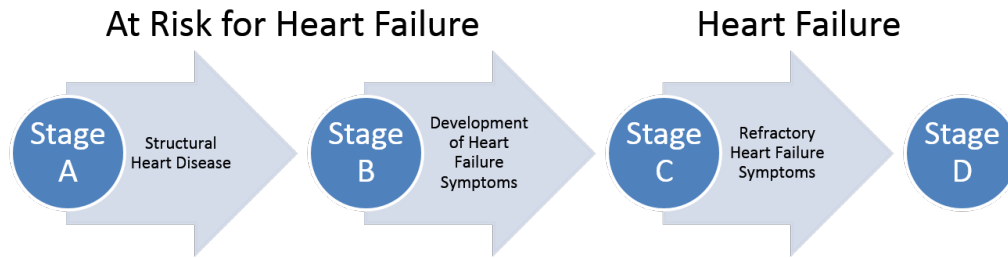 At Risk for Heart Failure
Heart Failure
Stage
A
Structural
Heart Disease
Stage
B
Development
of Heart
Failure
Symptoms
Stage
C
Refractory
Heart Failure
Symptoms
Stage
D